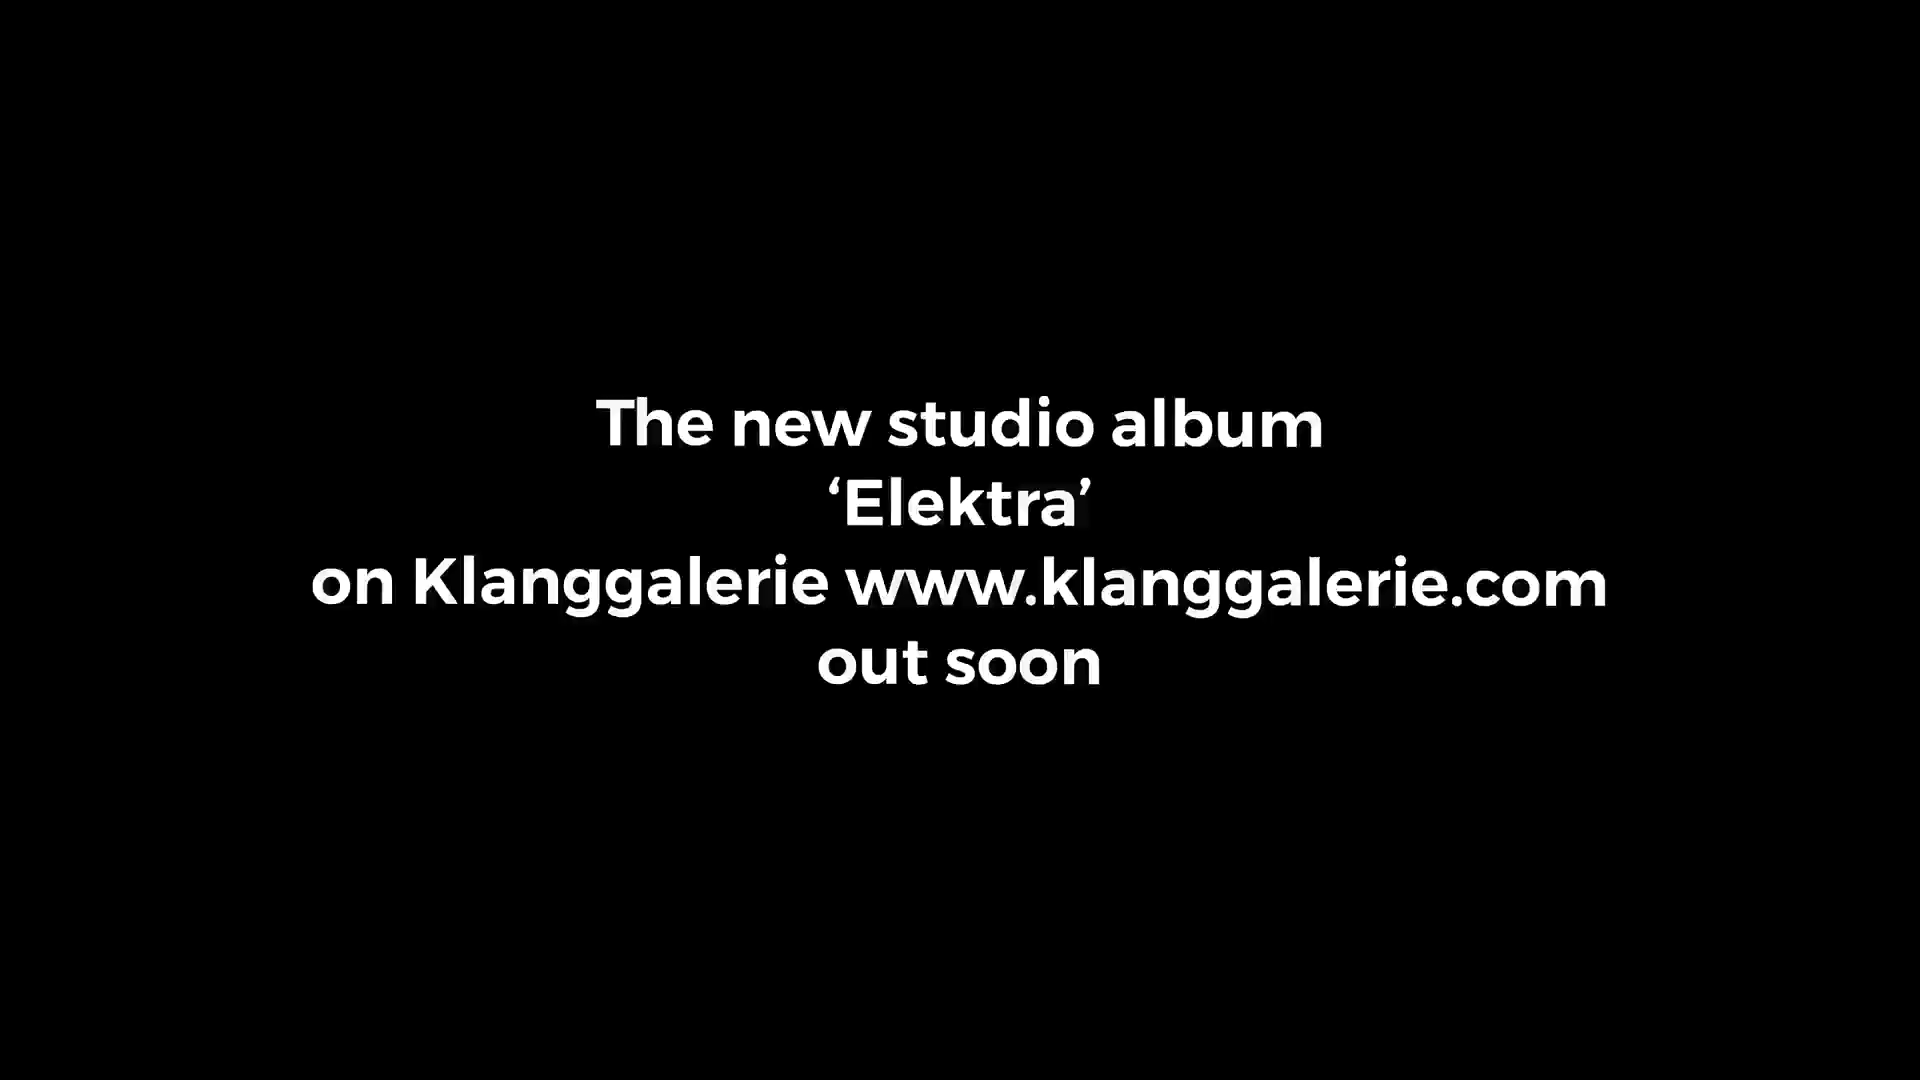 The new studio album
‘Elektra’
on Klanggalerie www.klanggalerie.com
out soon